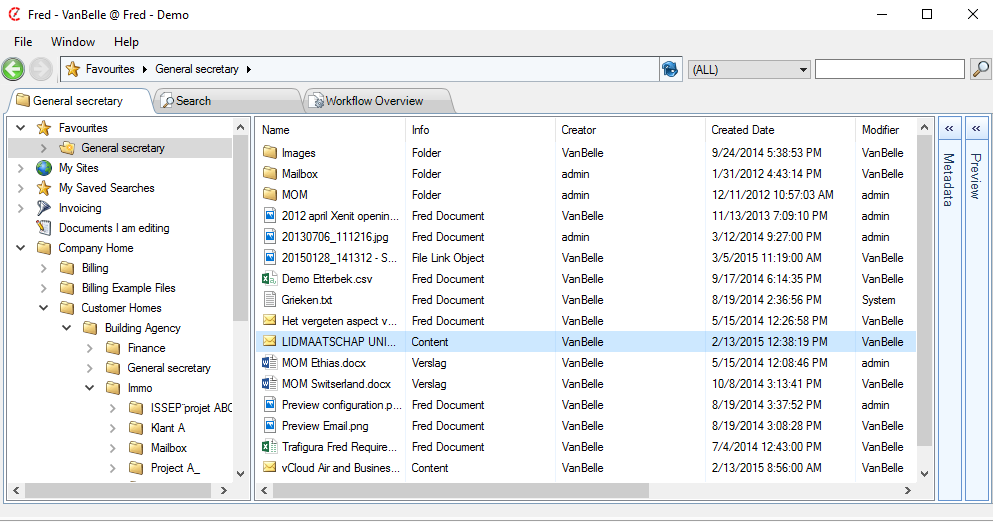 Fred - VanBelle @ Fred - Demo
File Window Help
Favourites General secretary (ALL)
General secretary Search Workflow Overview
Favourites
General secretary
My Sites
My Saved Searches
Invoicing
Documents I am editing
Company Home
Billing
Billing Example Files
Customer Homes
Building Agency
Finance
General secretary
Immo
ISSEP¨projet ABC
Klant A
Mailbox
Project A_
Name Info Creator Created Date Modifier
Images Folder VanBelle 9/24/2014 5:38:53 PM VanBelle
Mailbox Folder admin 1/31/2012 4:43:14 PM VanBelle
MOM Folder admin 12/11/2012 10:57:03 AM admin
2012 april Xenit openin... Fred Document VanBelle 11/13/2013 7:09:10 PM admin
20130706_111216.jpg Fred Document admin 3/12/2014 9:27:00 PM admin
20150128_141312 - S... File Link Object VanBelle 3/5/2015 11:19:00 AM VanBelle
Demo Etterbek.csv Fred Document VanBelle 9/17/2014 6:14:35 PM VanBelle
Grieken.txt Fred Document VanBelle 8/19/2014 2:36:56 PM System
Het vergeten aspect v... Fred Document VanBelle 5/15/2014 12:26:58 PM VanBelle
LIDMAATSCHAP UNI... Content VanBelle 2/13/2015 12:38:19 PM VanBelle
MOM Ethias.docx Verslag VanBelle 5/15/2014 12:08:46 PM admin
MOM Switserland.docx Verslag VanBelle 10/8/2014 3:13:41 PM VanBelle
Preview configuration.p... Fred Document VanBelle 8/19/2014 3:37:52 PM admin
Preview Email.png Fred Document VanBelle 8/19/2014 3:08:28 PM VanBelle
Trafigura Fred Require... Fred Document VanBelle 7/4/2014 12:43:00 PM VanBelle
vCloud Air and Busines... Content VanBelle 2/13/2015 8:56:00 AM VanBelle
Metadata
Preview